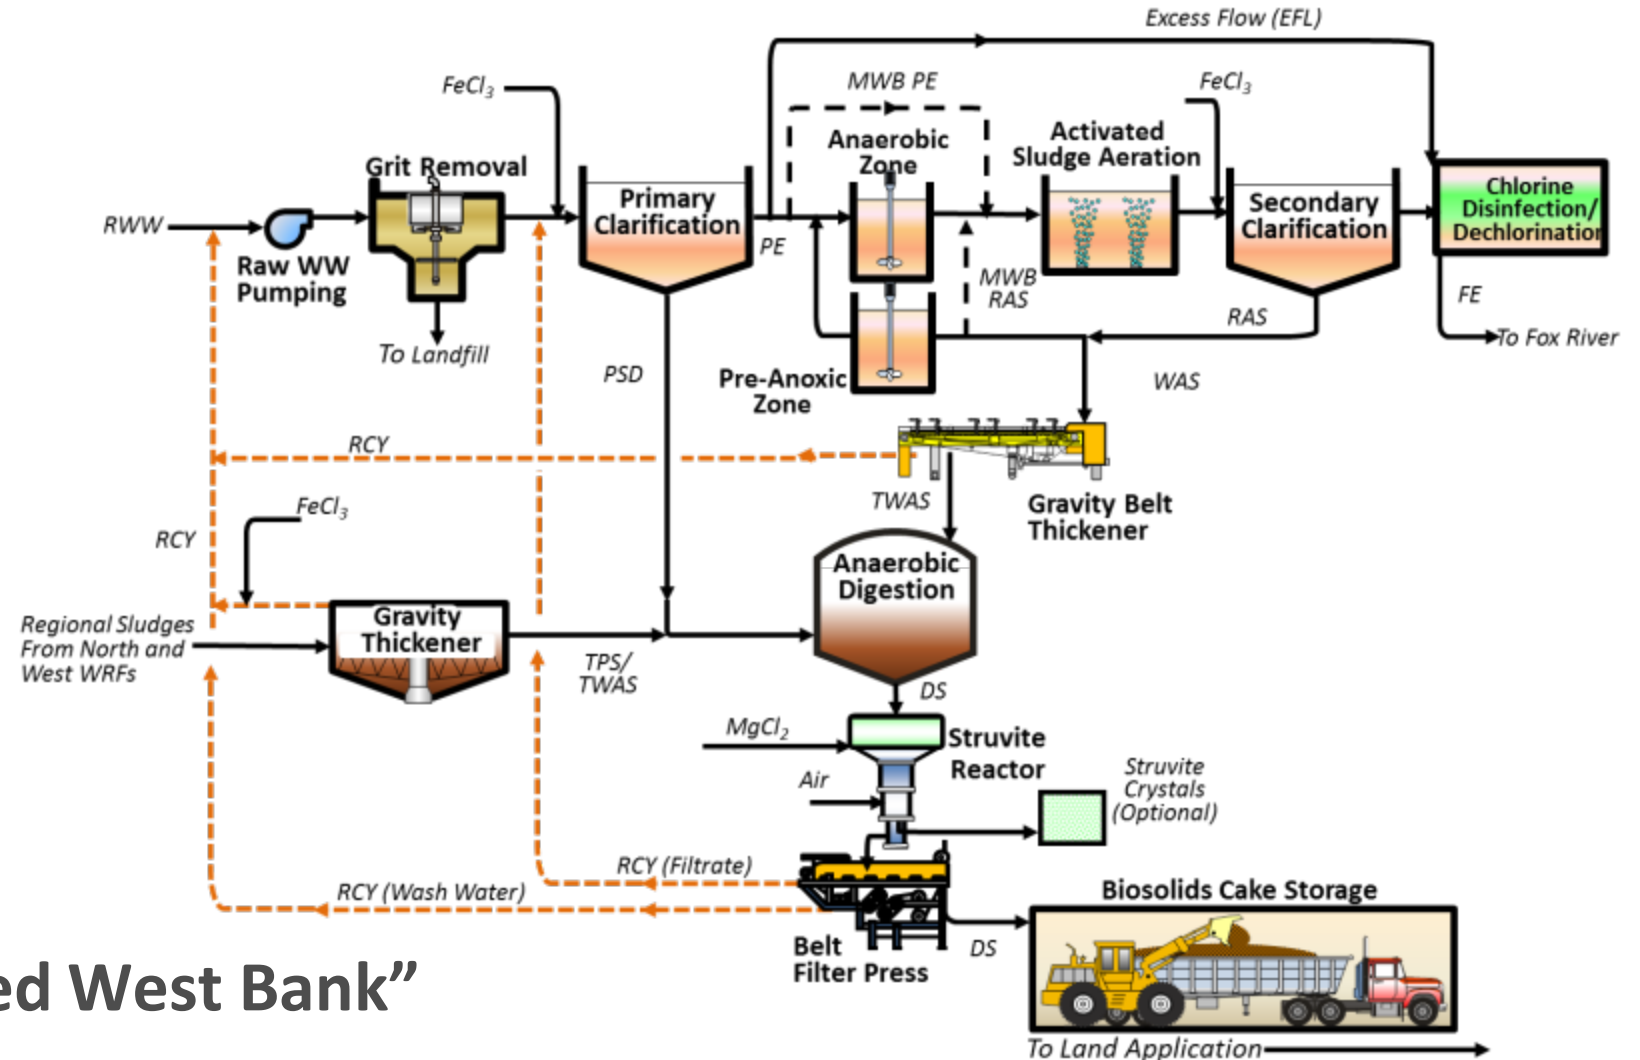 Excess Flow (EFL)
FeCl3
MWB PE
FeCl3
Anaerobic
Zone
Activated
Sludge Aeration
Grit Removal
Primary
Clarification
Secondary
Clarification
Chlorine
Disinfection/
Dechlorination
RWW
PE
Raw WW
Pumping
MWB
RAS
RAS
FE
To Fox River
To Landfill
PSD
Pre-Anoxic
Zone
WAS
RCY
TWAS
Gravity Belt
Thickener
FeCl3
RCY
Anaerobic
Digestion
Regional Sludges
From North and
West WRFs
Gravity
Thickener
TPS/
TWAS
DS
MgCl2
Struvite
Reactor
Air
Struvite
Crystals
(Optional)
RCY (Filtrate)
RCY (Wash Water)
Biosolids Cake Storage
Belt
Filter Press
DS
ed West Bank”
To Land Application